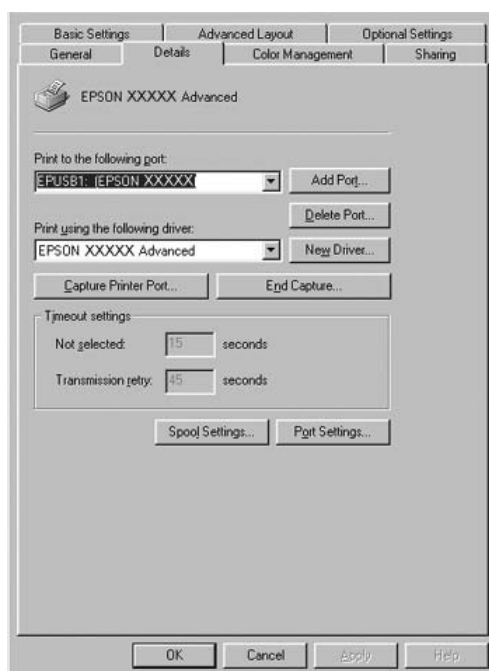 Basic Settings Advanced Layout Optional Settings
General Details Color Management Sharing
EPSON XXXXX Advanced
Print to the following port:
EPUSB1: (EPSON XXXXX
Add Port...
Delete Port...
Print using the following driver:
EPSON XXXXX Advanced
New Driver...
Capture Printer Port... End Capture...
Timeout settings
Not selected: 15 seconds
Transmission retry: 45 seconds
Spool Settings... Port Settings...
OK Cancel Apply Help